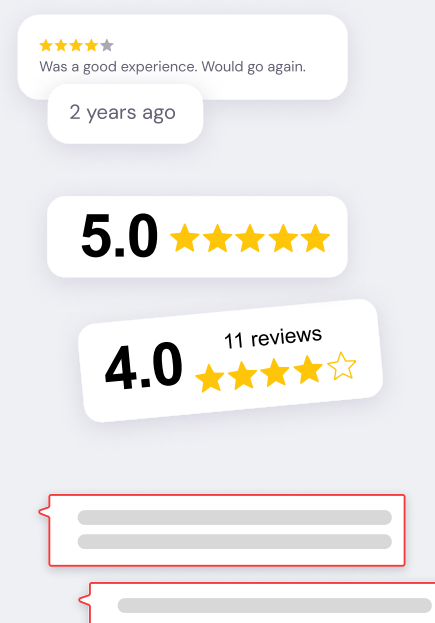 Was a good experience. Would go again.
2 years ago
5.0
11 reviews
4.0